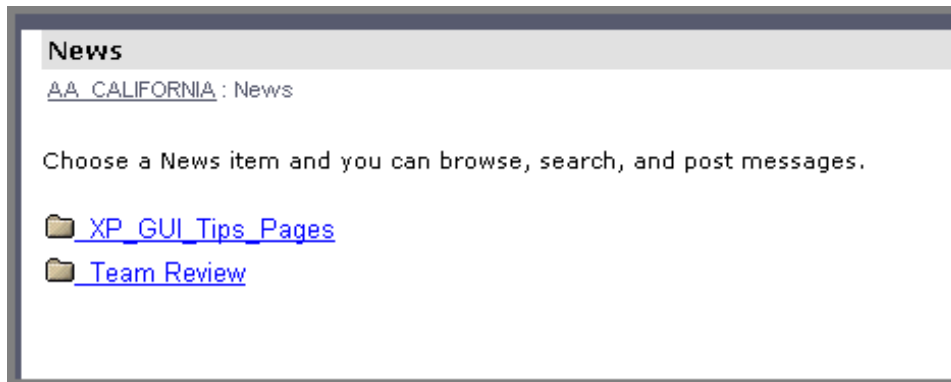 News
AA_CALIFORNIA : News
Choose a News item and you can browse, search, and post messages.
XP_GUI_Tips_Pages
Team Review